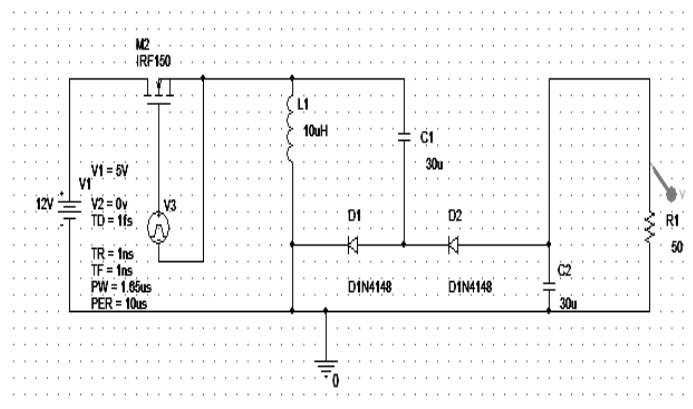 M2
IRF150
L1
10uH
C1
30u
V1 = 5V
V1
12V
V2 = 0v
TD = 1fs
V3
TR = 1ns
TF = 1ns
PW = 1.65us
PER = 10us
D1
D1N4148
D2
D1N4148
C2
30u
R1
50
V
0